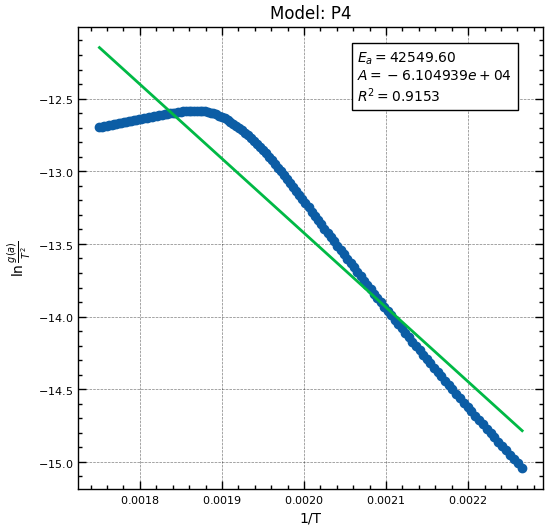 Model: P4
E_a = 42549.60
A = −6.104939e + 04
R^2 = 0.9153
−12.5
−13.0
−13.5
−14.0
−14.5
−15.0
ln g(a)/T^2
0.0018 0.0019 0.0020 0.0021 0.0022
1/T